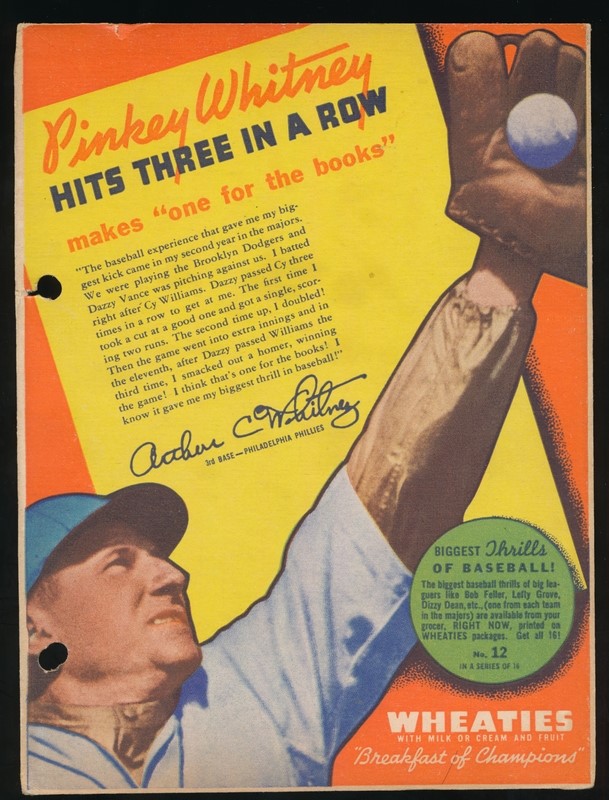 Pinkey Whitney
HITS THREE IN A ROW
makes "one for the books"
"The baseball experience that gave me my big-
gest kick came in my second year in the majors.
We were playing the Brooklyn Dodgers and
Dazzy Vance was pitching against us. I batted
right after Cy Williams. Dazzy passed Cy three
times in a row to get at me. The first time I
took a cut at a good one and got a single, scor-
ing two runs. The second time up, I doubled!
Then the game went into extra innings and in
the eleventh, after Dazzy passed Williams the
third time, I smacked out a homer, winning
the game! I think that's one for the books! I
know it gave me my biggest thrill in baseball!"
Arthur C Whitney
3rd BASE—PHILADELPHIA PHILLIES
BIGGEST Thrills
OF BASEBALL!
The biggest baseball thrills of big lea-
guers like Bob Feller, Lefty Grove,
Dizzy Dean, etc., (one from each team
in the majors) are available from your
grocer, RIGHT NOW, printed on
WHEATIES packages. Get all 16!
No. 12
IN A SERIES OF 16
WHEATIES
WITH MILK OR CREAM AND FRUIT
"Breakfast of Champions"